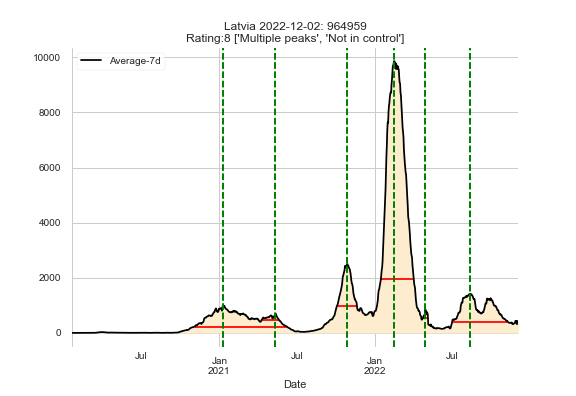 Latvia 2022-12-02: 964959
Rating:8 ['Multiple peaks', 'Not in control']
Average-7d
10000
8000
6000
4000
2000
0
Jul
Jan
2021
Jul
Jan
2022
Jul
Date